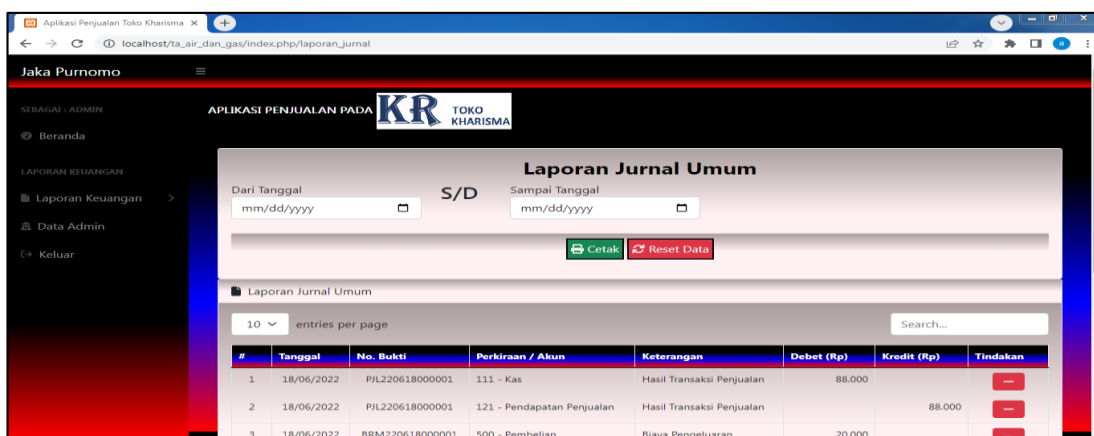 Aplikasi Penjualan Toko Kharisma
localhost/ta_air_dan_gas/index.php/laporan_jurnal
a
Jaka Purnomo
SEBAGAI : ADMIN
Beranda
LAPORAN KEUANGAN
Laporan Keuangan
Data Admin
Keluar
APLIKASI PENJUALAN PADA KR TOKO KHARISMA
Laporan Jurnal Umum
Dari Tanggal S/D Sampai Tanggal
mm/dd/yyyy mm/dd/yyyy
Cetak Reset Data
Laporan Jurnal Umum
10 entries per page Search...
# Tanggal No. Bukti Perkiraan / Akun Keterangan Debet (Rp) Kredit (Rp) Tindakan
1 18/06/2022 PJL220618000001 111 - Kas Hasil Transaksi Penjualan 88.000
2 18/06/2022 PJL220618000001 121 - Pendapatan Penjualan Hasil Transaksi Penjualan 88.000
3 18/06/2022 BRM220618000001 500 - Pembelian Biaya Pengeluaran 20.000